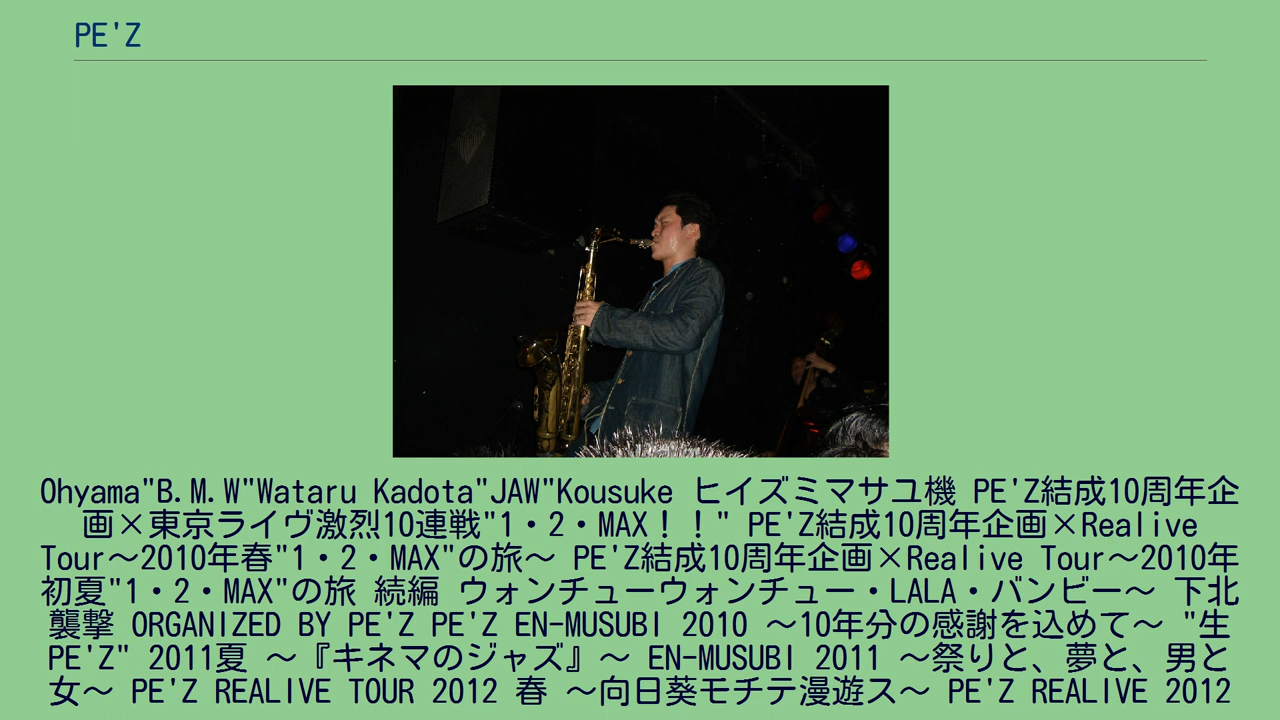 PE'Z
Ohyama"B.M.W"Wataru Kadota"JAW"Kousuke ヒイズミマサユ機 PE'Z結成10周年企
画×東京ライヴ激烈10連戦"1・2・MAX！！" PE'Z結成10周年企画×Realive
Tour～2010年春"1・2・MAX"の旅～ PE'Z結成10周年企画×Realive Tour～2010年
初夏"1・2・MAX"の旅 続編 ウォンチューウォンチュー・LALA・バンビー～ 下北
襲撃 ORGANIZED BY PE'Z PE'Z EN-MUSUBI 2010 ～10年分の感謝を込めて～ "生
PE'Z" 2011夏 ～『キネマのジャズ』～ EN-MUSUBI 2011 ～祭りと、夢と、男と
女～ PE'Z REALIVE TOUR 2012 春 ～向日葵モチテ漫遊ス～ PE'Z REALIVE 2012